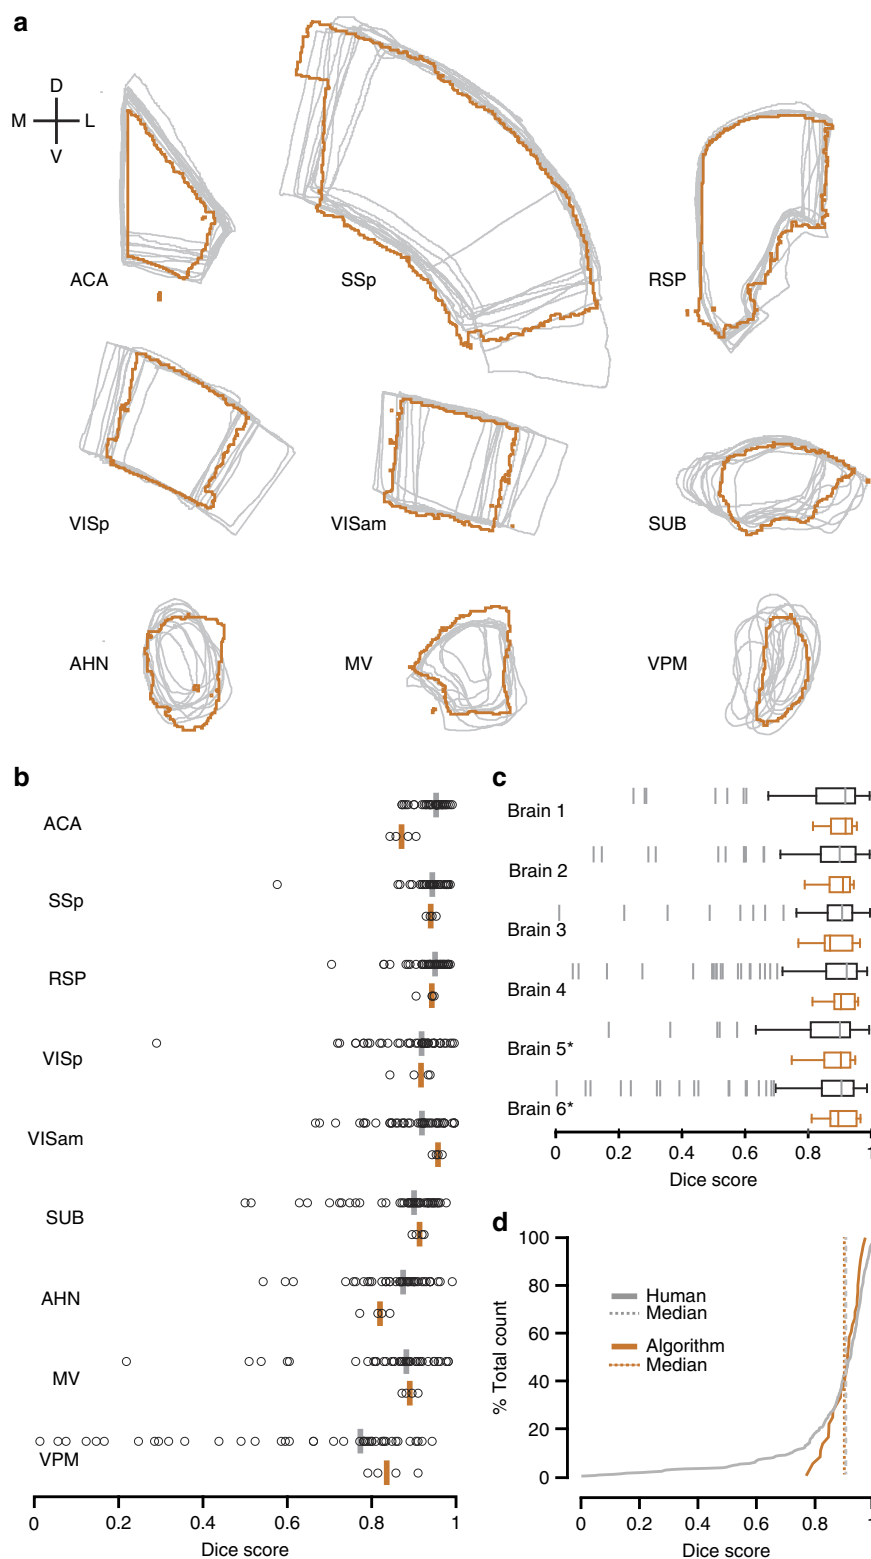 a
D
M L
V
ACA
SSp
RSP
VISp
VISam
SUB
AHN
MV
VPM
b
ACA
SSp
RSP
VISp
VISam
SUB
AHN
MV
VPM
0 0.2 0.4 0.6 0.8 1
Dice score
c
Brain 1
Brain 2
Brain 3
Brain 4
Brain 5*
Brain 6*
0 0.2 0.4 0.6 0.8 1
Dice score
d
% Total count
100
80
60
40
20
0
Human
Median
Algorithm
Median
0 0.2 0.4 0.6 0.8 1
Dice score